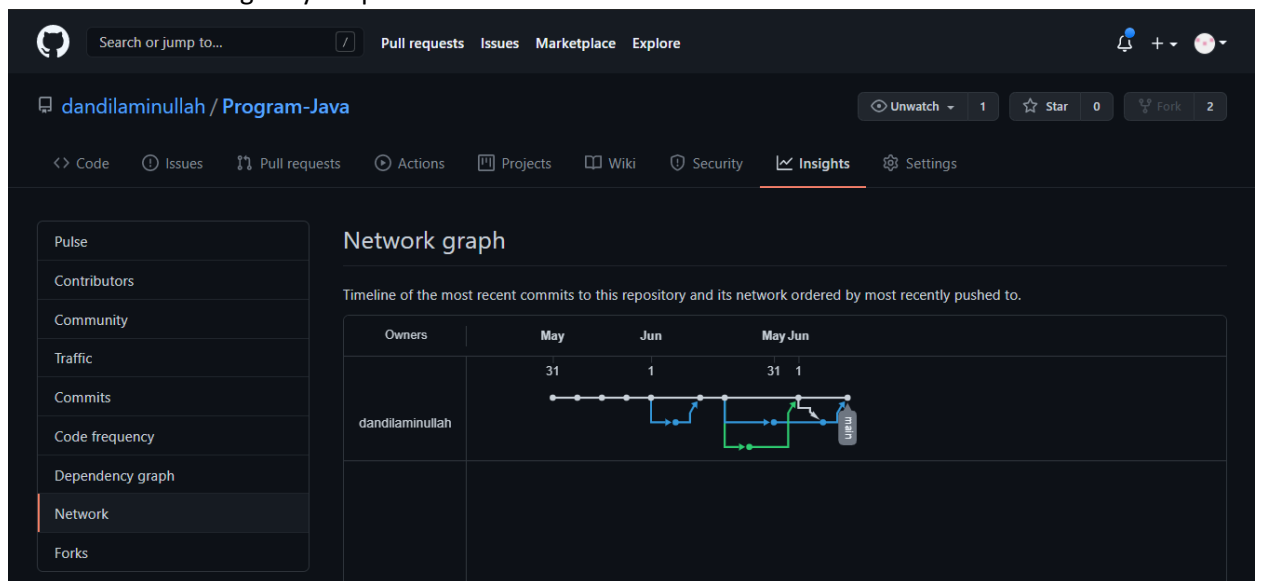 Search or jump to... / Pull requests Issues Marketplace Explore
dandilaminullah / Program-Java Unwatch 1 Star 0 Fork 2
Code Issues Pull requests Actions Projects Wiki Security Insights Settings
Pulse
Contributors
Community
Traffic
Commits
Code frequency
Dependency graph
Network
Forks
Network graph
Timeline of the most recent commits to this repository and its network ordered by most recently pushed to.
Owners May Jun May Jun
31 1 31 1
dandilaminullah
main